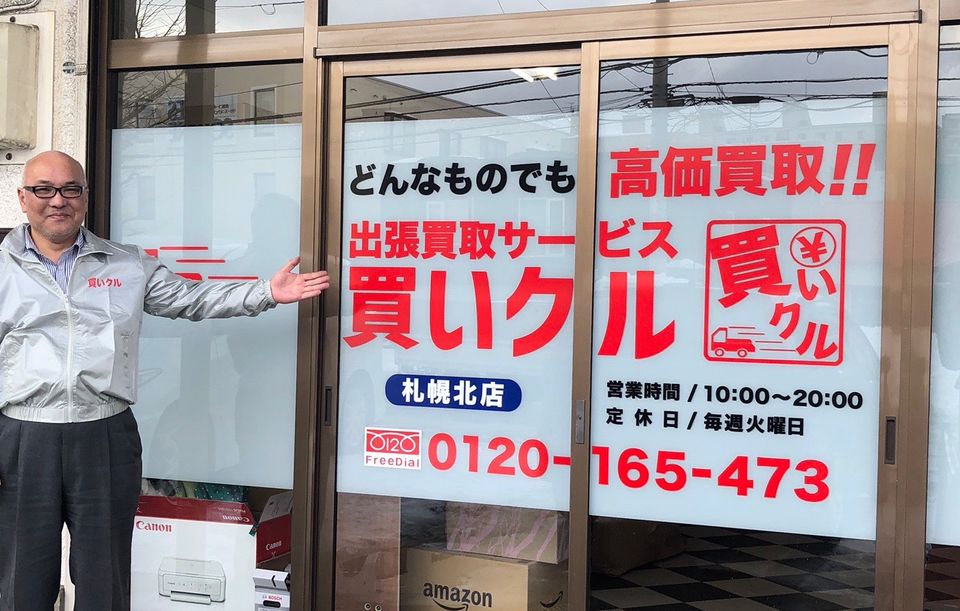 どんなものでも 高価買取!!
出張買取サービス
買いクル
買
¥
い
クル
札幌北店
営業時間 / 10:00〜20:00
定休日 / 毎週火曜日
0120
FreeDial
0120-165-473
買いクル
Canon
Canon
Canon
BOSCH
amazon